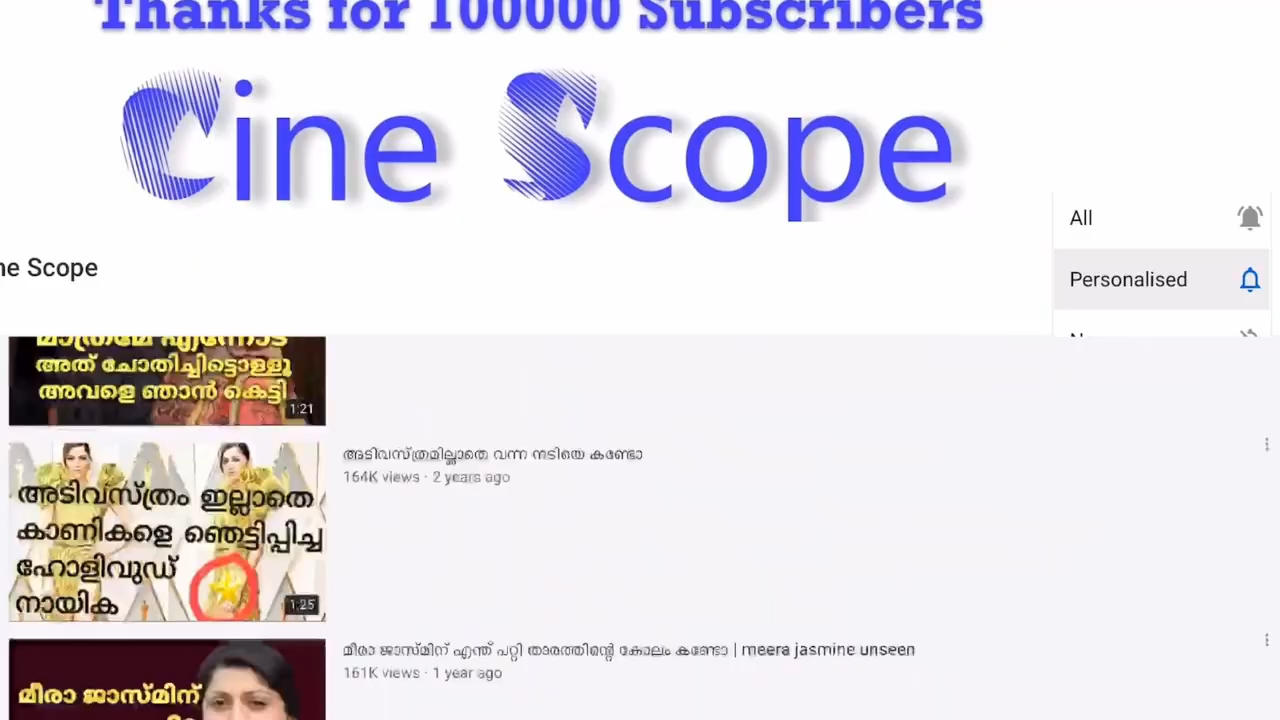 Thanks for 100000 Subscribers
Cine Scope
All
ne Scope
Personalised
മാത്രമേ എന്നോട്
അത് ചോതിച്ചിട്ടൊള്ളൂ
അവളെ ഞാൻ കെട്ടി
1:21
അടിവസ്ത്രമില്ലാതെ വന്ന നടിയെ കണ്ടോ
164K views · 2 years ago
അടിവസ്ത്രം ഇല്ലാതെ
കാണികളെ ഞെട്ടിപ്പിച്ച
ഹോളിവുഡ്
നായിക
1:25
മീരാ ജാസ്മിന് എന്ത് പറ്റി താരത്തിന്റെ കോലം കണ്ടോ | meera jasmine unseen
161K views · 1 year ago
മീരാ ജാസ്മിന്